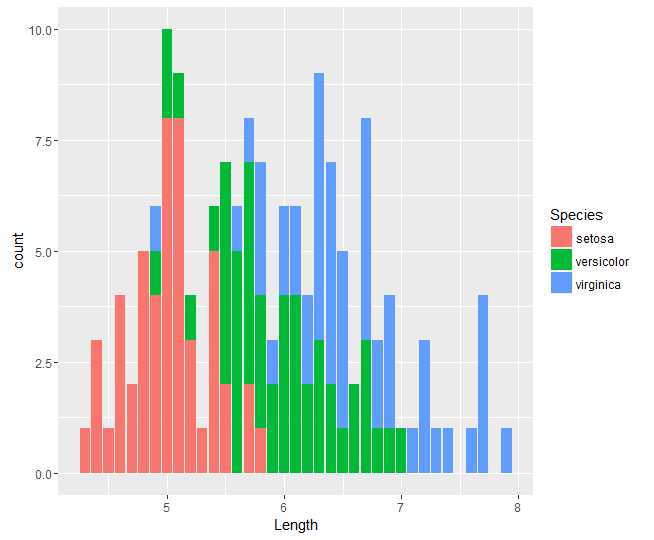 10.0
7.5
5.0
2.5
0.0
count
5 6 7 8
Length
Species
setosa
versicolor
virginica